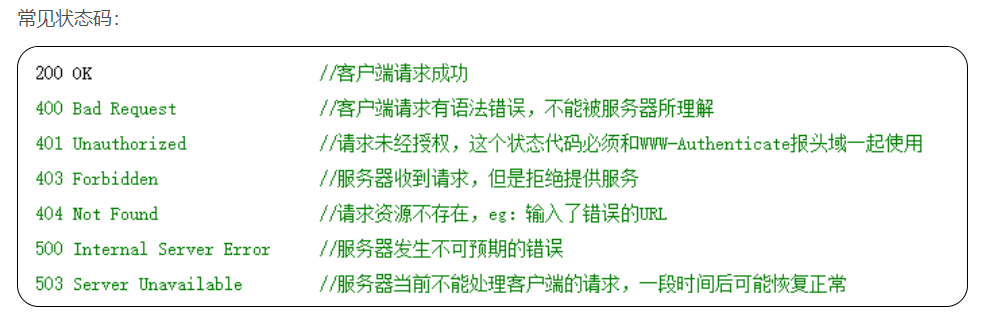 常见状态码：
200 OK //客户端请求成功
400 Bad Request //客户端请求有语法错误，不能被服务器所理解
401 Unauthorized //请求未经授权，这个状态代码必须和WWW-Authenticate报头域一起使用
403 Forbidden //服务器收到请求，但是拒绝提供服务
404 Not Found //请求资源不存在，eg：输入了错误的URL
500 Internal Server Error //服务器发生不可预期的错误
503 Server Unavailable //服务器当前不能处理客户端的请求，一段时间后可能恢复正常